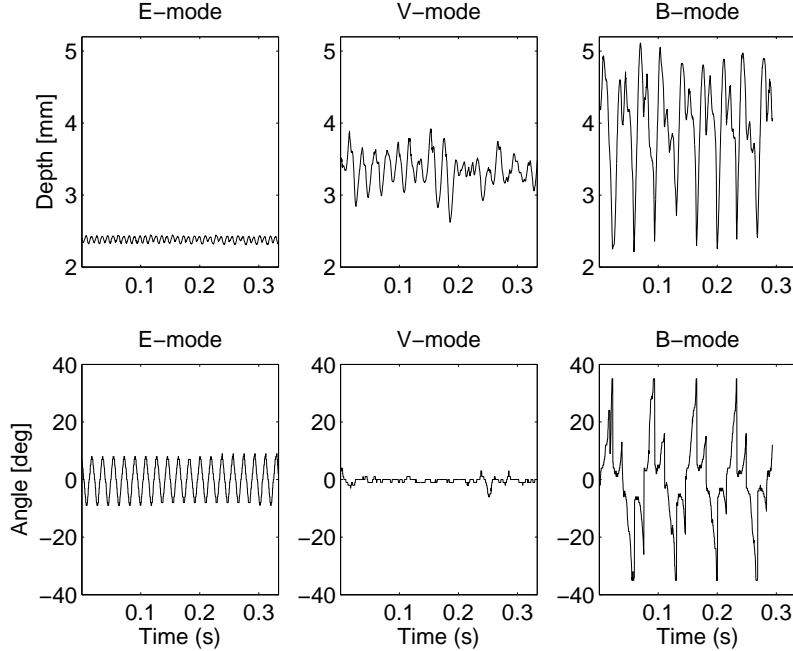 E−mode V−mode B−mode
5 5 5
4 4 4
3 3 3
2 2 2
Depth [mm]
0.1 0.2 0.3 0.1 0.2 0.3 0.1 0.2 0.3
E−mode V−mode B−mode
40 40 40
20 20 20
0 0 0
−20 −20 −20
−40 −40 −40
Angle [deg]
0.1 0.2 0.3 0.1 0.2 0.3 0.1 0.2 0.3
Time (s) Time (s) Time (s)